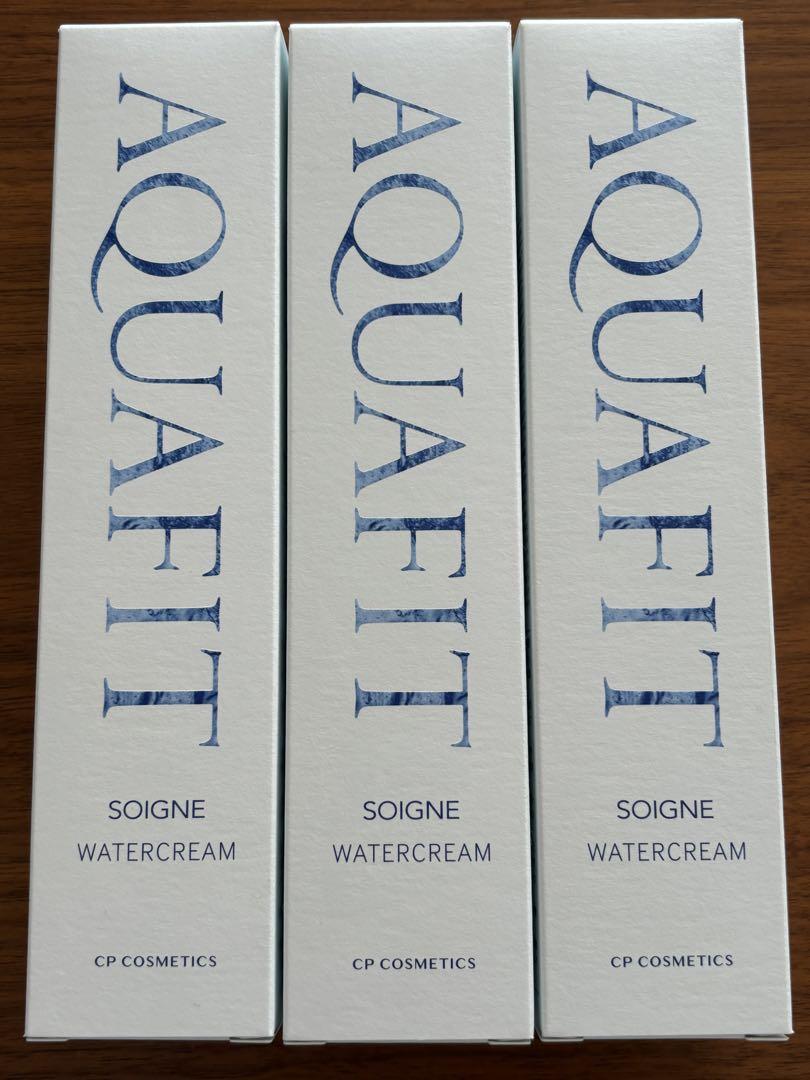 AQUAFIT
SOIGNE
WATERCREAM
CP COSMETICS
AQUAFIT
SOIGNE
WATERCREAM
CP COSMETICS
AQUAFIT
SOIGNE
WATERCREAM
CP COSMETICS